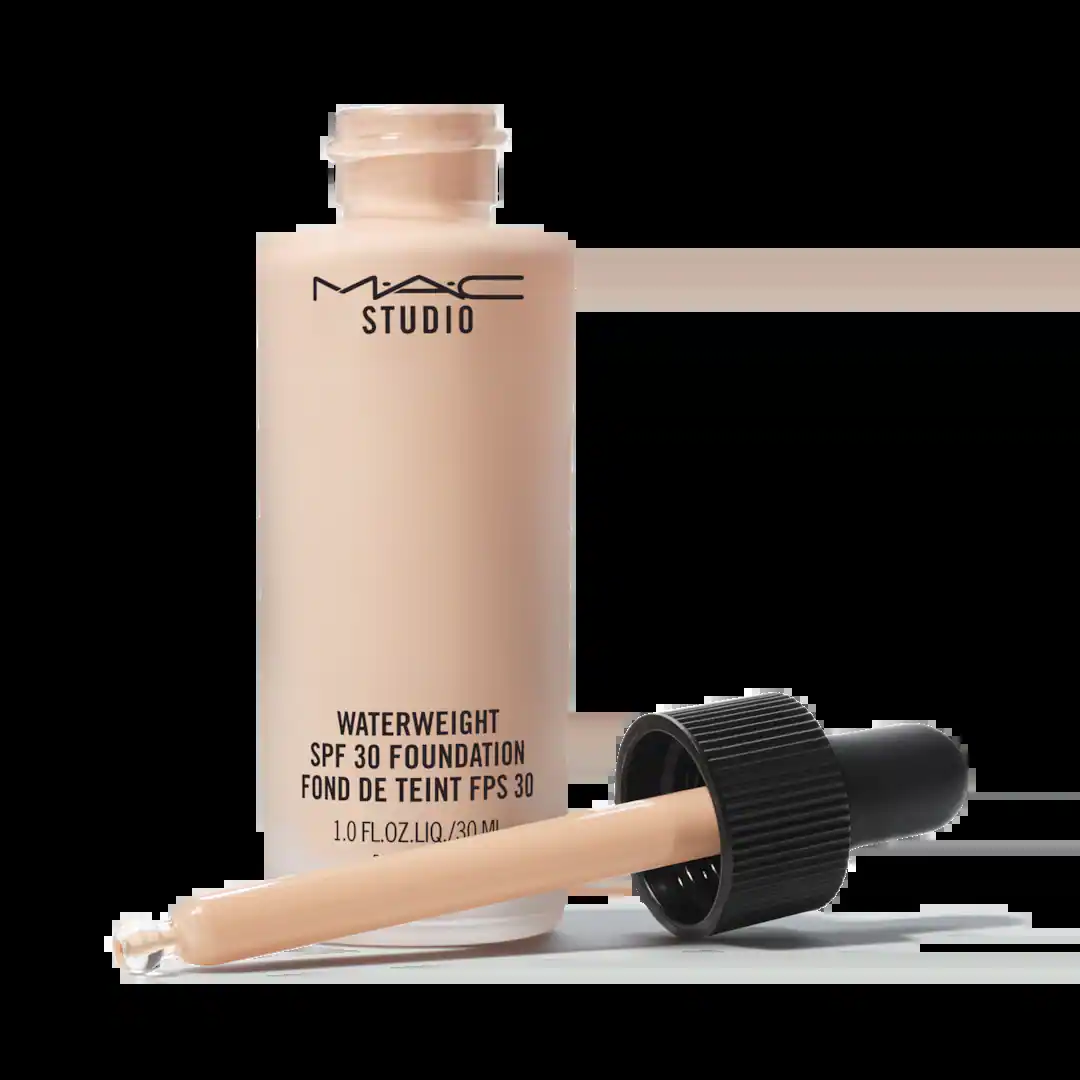 M·A·C
STUDIO
WATERWEIGHT
SPF 30 FOUNDATION
FOND DE TEINT FPS 30
1.0 FL.OZ.LIQ./30 ML